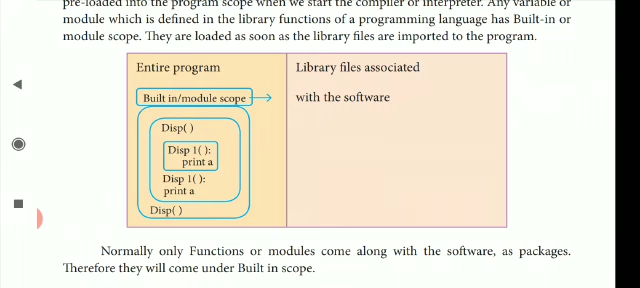 pre-loaded into the program scope when we start the compiler or interpreter. Any variable or
module which is defined in the library functions of a programming language has Built-in or
module scope. They are loaded as soon as the library files are imported to the program.
Entire program
Library files associated
Built in/module scope
with the software
Disp( )
Disp 1( ):
print a
Disp 1( ):
print a
Disp( )
Normally only Functions or modules come along with the software, as packages.
Therefore they will come under Built in scope.